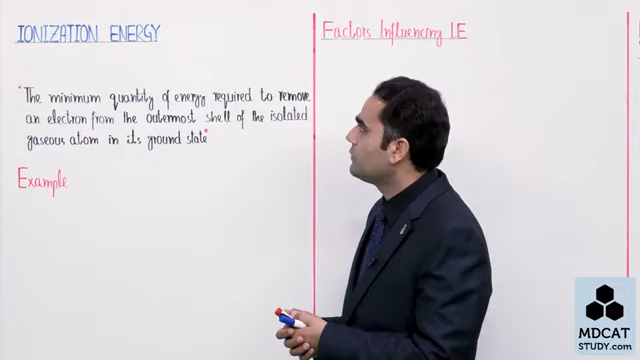 IONIZATION ENERGY
"The minimum quantity of energy required to remove
an electron from the outermost shell of the isolated
gaseous atom in its ground state"
Example
Factors Influencing I.E
MDCAT
STUDY.com